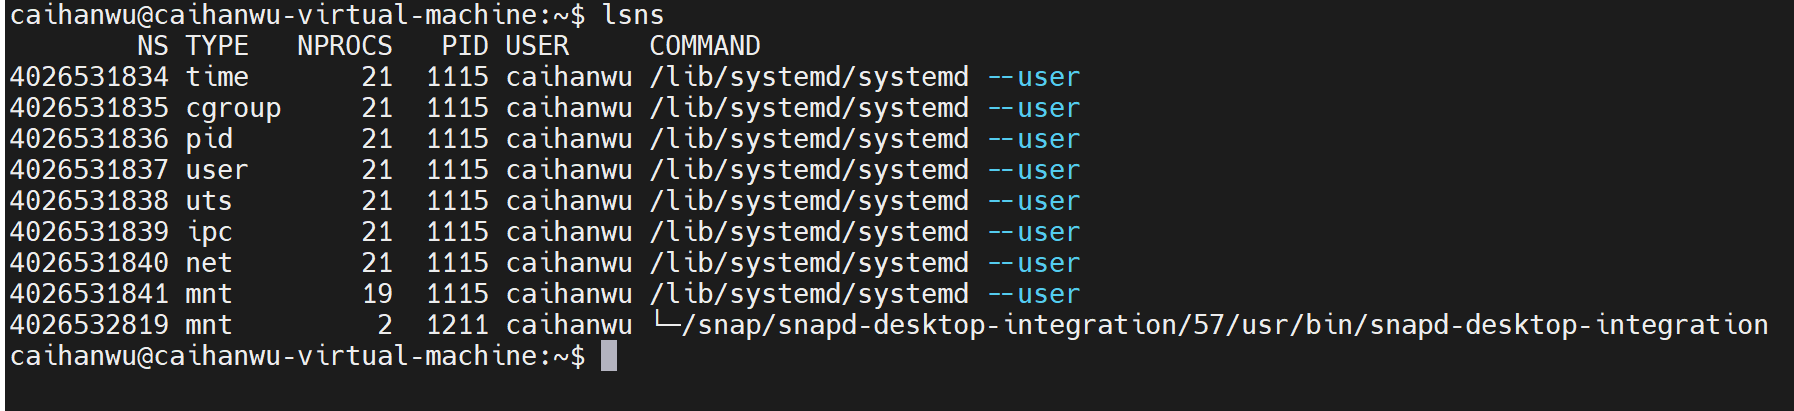 caihanwu@caihanwu-virtual-machine:~$ lsns
        NS TYPE   NPROCS   PID USER     COMMAND
4026531834 time       21  1115 caihanwu /lib/systemd/systemd --user
4026531835 cgroup     21  1115 caihanwu /lib/systemd/systemd --user
4026531836 pid        21  1115 caihanwu /lib/systemd/systemd --user
4026531837 user       21  1115 caihanwu /lib/systemd/systemd --user
4026531838 uts        21  1115 caihanwu /lib/systemd/systemd --user
4026531839 ipc        21  1115 caihanwu /lib/systemd/systemd --user
4026531840 net        21  1115 caihanwu /lib/systemd/systemd --user
4026531841 mnt        19  1115 caihanwu /lib/systemd/systemd --user
4026532819 mnt         2  1211 caihanwu └─/snap/snapd-desktop-integration/57/usr/bin/snapd-desktop-integration
caihanwu@caihanwu-virtual-machine:~$